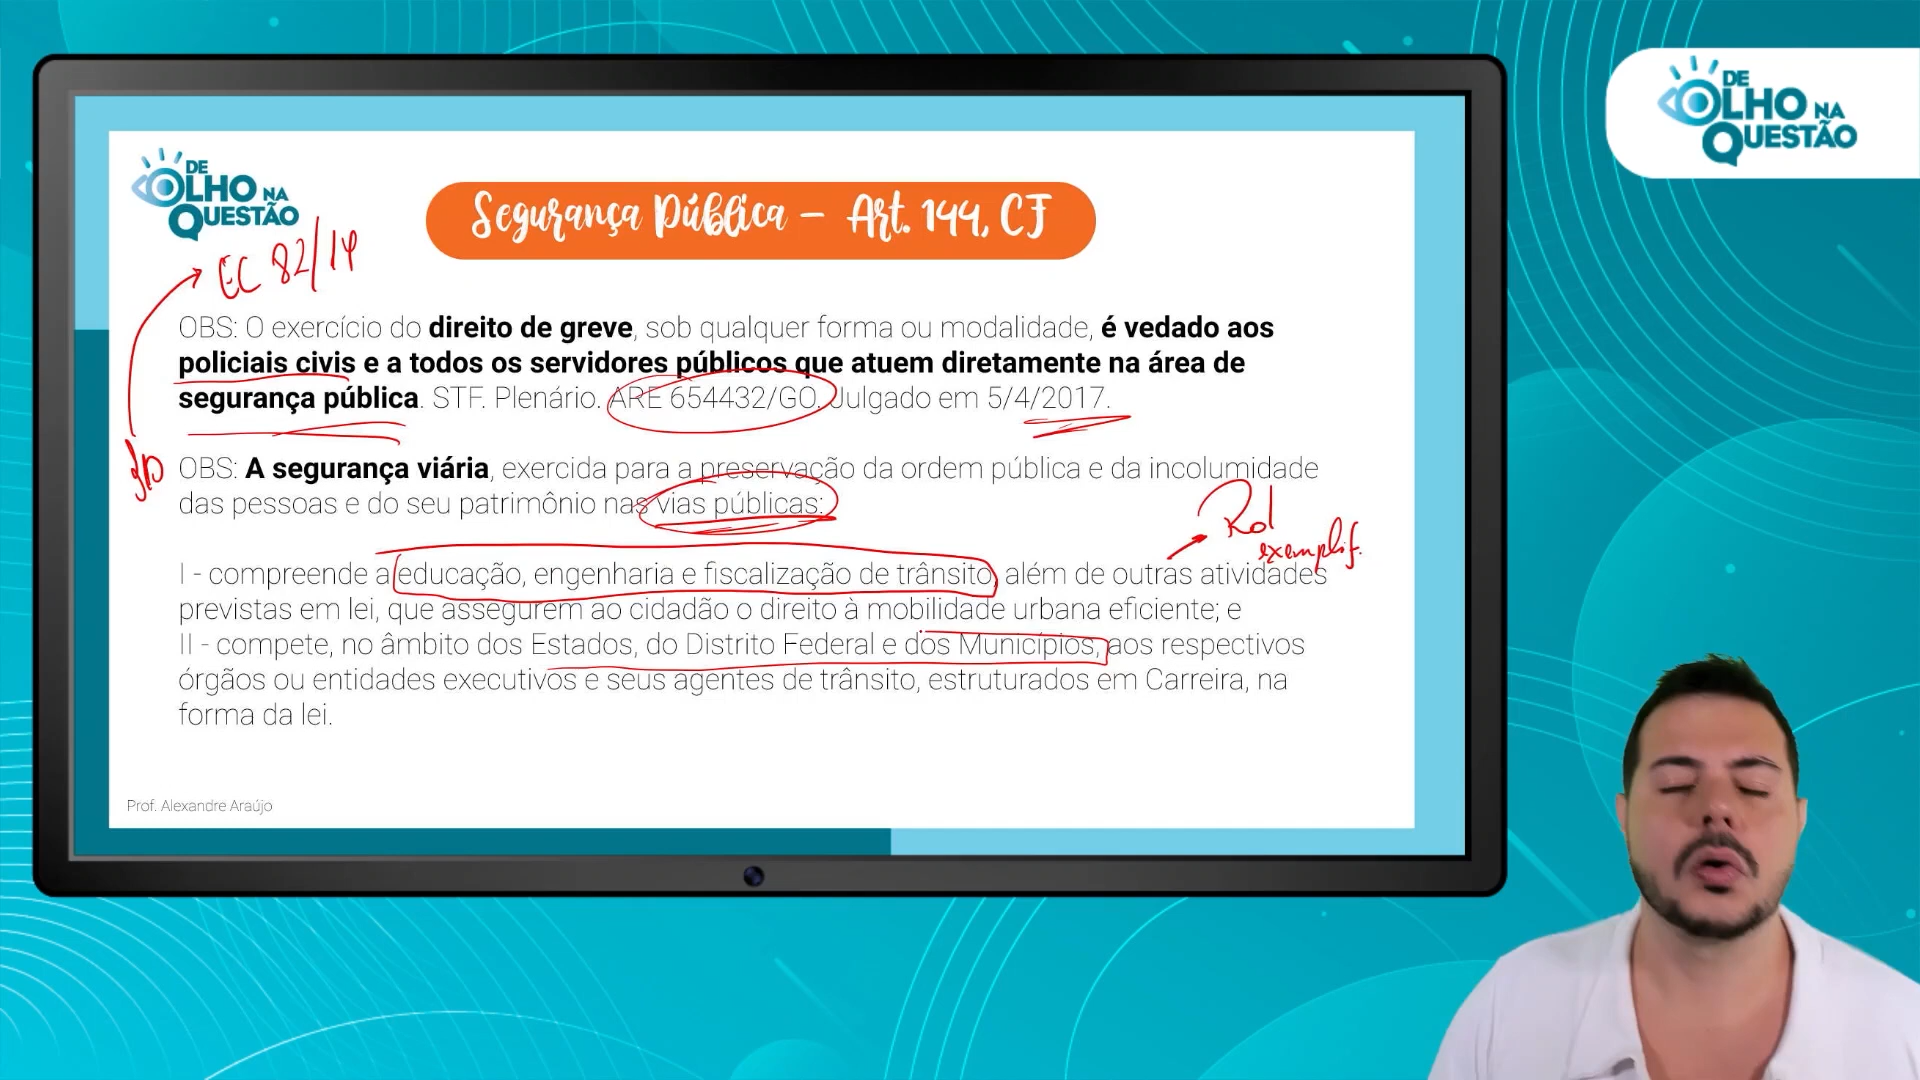 DE
OLHO NA
QUESTÃO
DE
OLHO NA
QUESTÃO
Segurança Pública – Art. 144, CF
EC 82/14
OBS: O exercício do direito de greve, sob qualquer forma ou modalidade, é vedado aos
policiais civis e a todos os servidores públicos que atuem diretamente na área de
segurança pública. STF. Plenário. ARE 654432/GO. Julgado em 5/4/2017.
OBS: A segurança viária, exercida para a preservação da ordem pública e da incolumidade
das pessoas e do seu patrimônio nas vias públicas:
Rol
exemplif.
I - compreende a educação, engenharia e fiscalização de trânsito, além de outras atividades
previstas em lei, que assegurem ao cidadão o direito à mobilidade urbana eficiente; e
II - compete, no âmbito dos Estados, do Distrito Federal e dos Municípios, aos respectivos
órgãos ou entidades executivos e seus agentes de trânsito, estruturados em Carreira, na
forma da lei.
Prof. Alexandre Araújo